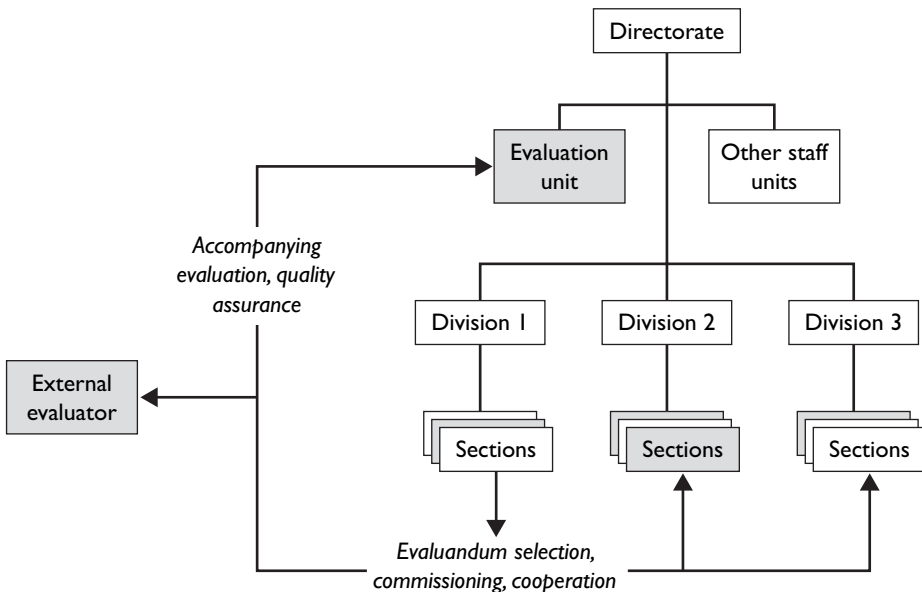 Directorate
Evaluation
unit
Other staff
units
Accompanying
evaluation, quality
assurance
Division 1
Division 2
Division 3
External
evaluator
Sections
Sections
Sections
Evaluandum selection,
commissioning, cooperation